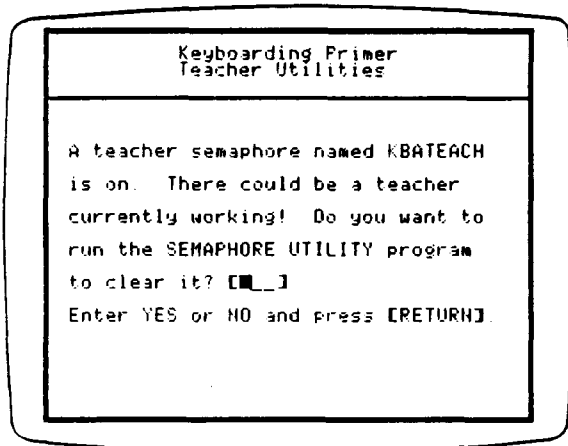 Keyboarding Primer
Teacher Utilities
A teacher semaphore named KBATEACH
is on. There could be a teacher
currently working! Do you want to
run the SEMAPHORE UTILITY program
to clear it? [■__]
Enter YES or NO and press [RETURN].